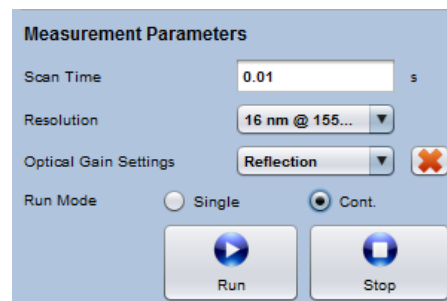 Measurement Parameters
Scan Time 0.01 s
Resolution 16 nm @ 155...
Optical Gain Settings Reflection
Run Mode Single Cont.
Run Stop